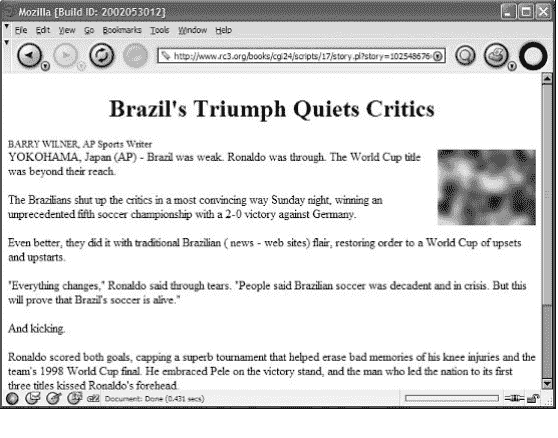 Mozilla {Build ID: 2002053012}
File Edit View Go Bookmarks Tools Window Help
http://www.rc3.org/books/cgi24/scripts/17/story.pl?story=102548676
Brazil's Triumph Quiets Critics
BARRY WILNER, AP Sports Writer
YOKOHAMA, Japan (AP) - Brazil was weak. Ronaldo was through. The World Cup title
was beyond their reach.
The Brazilians shut up the critics in a most convincing way Sunday night, winning an
unprecedented fifth soccer championship with a 2-0 victory against Germany.
Even better, they did it with traditional Brazilian ( news - web sites) flair, restoring order to a World Cup of upsets
and upstarts.
"Everything changes," Ronaldo said through tears. "People said Brazilian soccer was decadent and in crisis. But this
will prove that Brazil's soccer is alive."
And kicking.
Ronaldo scored both goals, capping a superb tournament that helped erase bad memories of his knee injuries and the
team's 1998 World Cup final. He embraced Pele on the victory stand, and the man who led the nation to its first
three titles kissed Ronaldo's forehead.
Document: Done (0.431 secs)